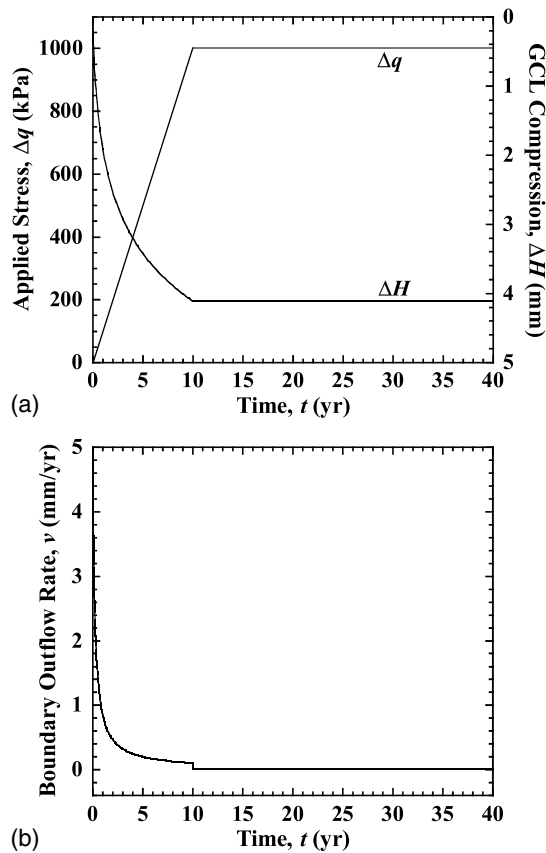 1000
800
600
400
200
0
Applied Stress, Δq (kPa)
0
1
2
3
4
5
GCL Compression, ΔH (mm)
Δq
ΔH
0 5 10 15 20 25 30 35 40
Time, t (yr)
(a)
5
4
3
2
1
0
Boundary Outflow Rate, v (mm/yr)
0 5 10 15 20 25 30 35 40
Time, t (yr)
(b)